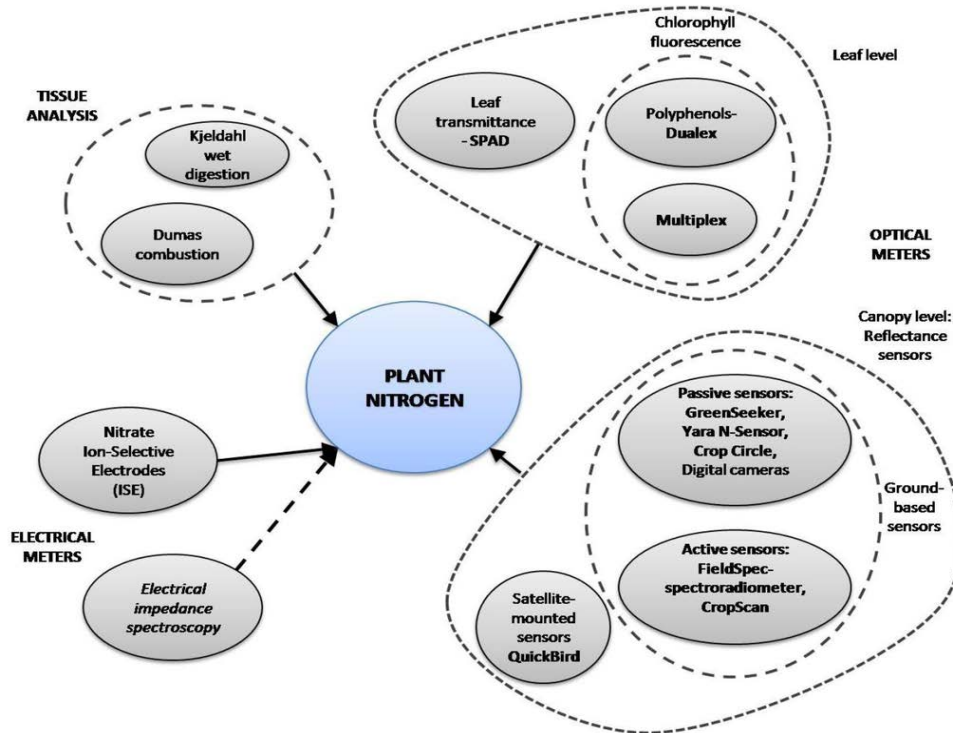 TISSUE
ANALYSIS
Kjeldahl
wet
digestion
Dumas
combustion
Chlorophyll
fluorescence
Leaf level
Leaf
transmittance
- SPAD
Polyphenols-
Dualex
Multiplex
OPTICAL
METERS
PLANT
NITROGEN
Canopy level:
Reflectance
sensors
Passive sensors:
GreenSeeker,
Yara N-Sensor,
Crop Circle,
Digital cameras
Ground-
based
sensors
Active sensors:
FieldSpec-
spectroradiometer,
CropScan
Satellite-
mounted
sensors
QuickBird
Nitrate
Ion-Selective
Electrodes
(ISE)
ELECTRICAL
METERS
Electrical
impedance
spectroscopy